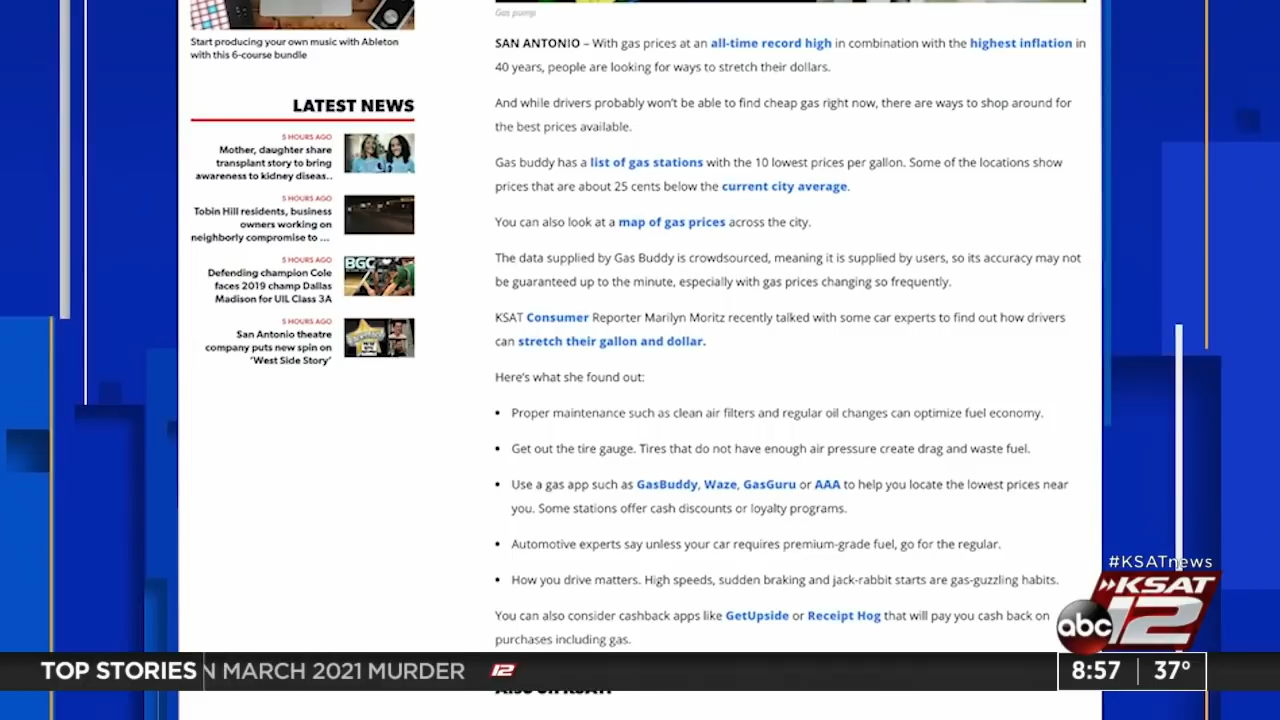 Start producing your own music with Ableton
with this 6-course bundle
LATEST NEWS
5 HOURS AGO
Mother, daughter share
transplant story to bring
awareness to kidney diseas..
5 HOURS AGO
Tobin Hill residents, business
owners working on
neighborly compromise to ...
5 HOURS AGO
BGC
Defending champion Cole
faces 2019 champ Dallas
Madison for UIL Class 3A
5 HOURS AGO
San Antonio theatre
company puts new spin on
'West Side Story'
Gas pump
SAN ANTONIO – With gas prices at an all-time record high in combination with the highest inflation in
40 years, people are looking for ways to stretch their dollars.
And while drivers probably won't be able to find cheap gas right now, there are ways to shop around for
the best prices available.
Gas buddy has a list of gas stations with the 10 lowest prices per gallon. Some of the locations show
prices that are about 25 cents below the current city average.
You can also look at a map of gas prices across the city.
The data supplied by Gas Buddy is crowdsourced, meaning it is supplied by users, so its accuracy may not
be guaranteed up to the minute, especially with gas prices changing so frequently.
KSAT Consumer Reporter Marilyn Moritz recently talked with some car experts to find out how drivers
can stretch their gallon and dollar.
Here's what she found out:
• Proper maintenance such as clean air filters and regular oil changes can optimize fuel economy.
• Get out the tire gauge. Tires that do not have enough air pressure create drag and waste fuel.
• Use a gas app such as GasBuddy, Waze, GasGuru or AAA to help you locate the lowest prices near
you. Some stations offer cash discounts or loyalty programs.
• Automotive experts say unless your car requires premium-grade fuel, go for the regular.
• How you drive matters. High speeds, sudden braking and jack-rabbit starts are gas-guzzling habits.
You can also consider cashback apps like GetUpside or Receipt Hog that will pay you cash back on
purchases including gas.
#KSATnews
KSAT
abc 12
TOP STORIES N MARCH 2021 MURDER 12 8:57 37°